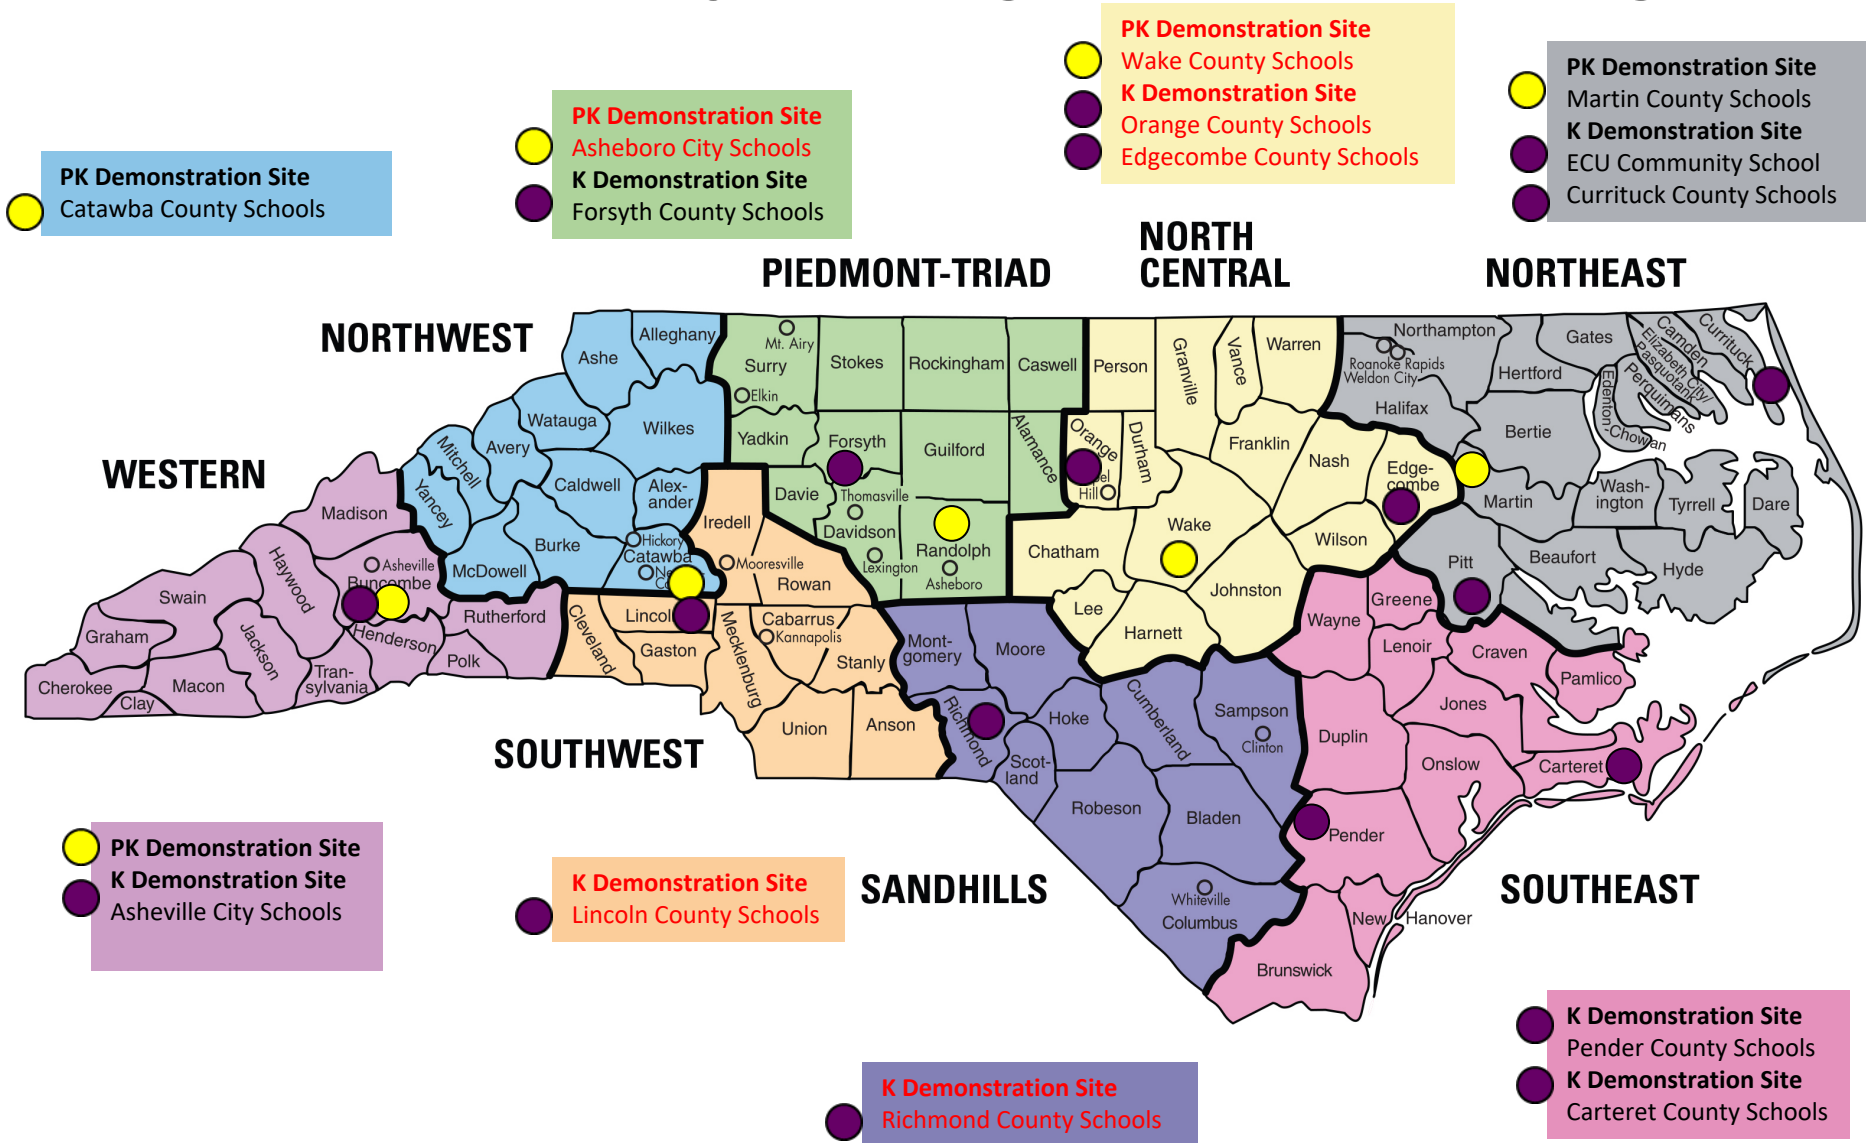 PK Demonstration Site
Wake County Schools
K Demonstration Site
Orange County Schools
Edgecombe County Schools
PK Demonstration Site
Martin County Schools
K Demonstration Site
ECU Community School
Currituck County Schools
PK Demonstration Site
Asheboro City Schools
K Demonstration Site
Forsyth County Schools
PK Demonstration Site
Catawba County Schools
NORTH
CENTRAL
PIEDMONT-TRIAD
NORTHEAST
NORTHWEST
WESTERN
SOUTHWEST
SANDHILLS
SOUTHEAST
Alleghany
Ashe
Watauga
Wilkes
Avery
Mitchell
Yancey
Caldwell
Alex-
ander
Burke
McDowell
Hickory
Catawba
Mt. Airy
Surry
Elkin
Stokes
Rockingham
Caswell
Yadkin
Forsyth
Guilford
Alamance
Davie
Thomasville
Davidson
Lexington
Randolph
Asheboro
Person
Granville
Vance
Warren
Orange
Hill
Durham
Franklin
Nash
Edge-
combe
Wake
Wilson
Chatham
Lee
Harnett
Johnston
Northampton
Roanoke Rapids
Weldon City
Halifax
Hertford
Gates
Camden
Currituck
Elizabeth City/
Pasquotank
Perquimans
Edenton-Chowan
Bertie
Martin
Wash-
ington
Tyrrell
Dare
Pitt
Beaufort
Hyde
Madison
Haywood
Asheville
Buncombe
Swain
Graham
Jackson
Henderson
Rutherford
Polk
Tran-
sylvania
Cherokee
Clay
Macon
Iredell
Mooresville
Rowan
Cleveland
Lincoln
Gaston
Mecklenburg
Cabarrus
Kannapolis
Stanly
Union
Anson
Mont-
gomery
Moore
Richmond
Hoke
Scot-
land
Cumberland
Sampson
Clinton
Robeson
Bladen
Whiteville
Columbus
Wayne
Greene
Lenoir
Craven
Pamlico
Jones
Duplin
Onslow
Carteret
Pender
New Hanover
Brunswick
PK Demonstration Site
K Demonstration Site
Asheville City Schools
K Demonstration Site
Lincoln County Schools
K Demonstration Site
Richmond County Schools
K Demonstration Site
Pender County Schools
K Demonstration Site
Carteret County Schools